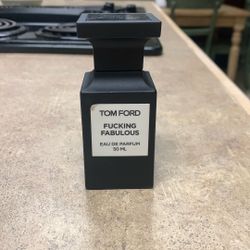 TOM FORD
FUCKING
FABULOUS
EAU DE PARFUM
50 ML